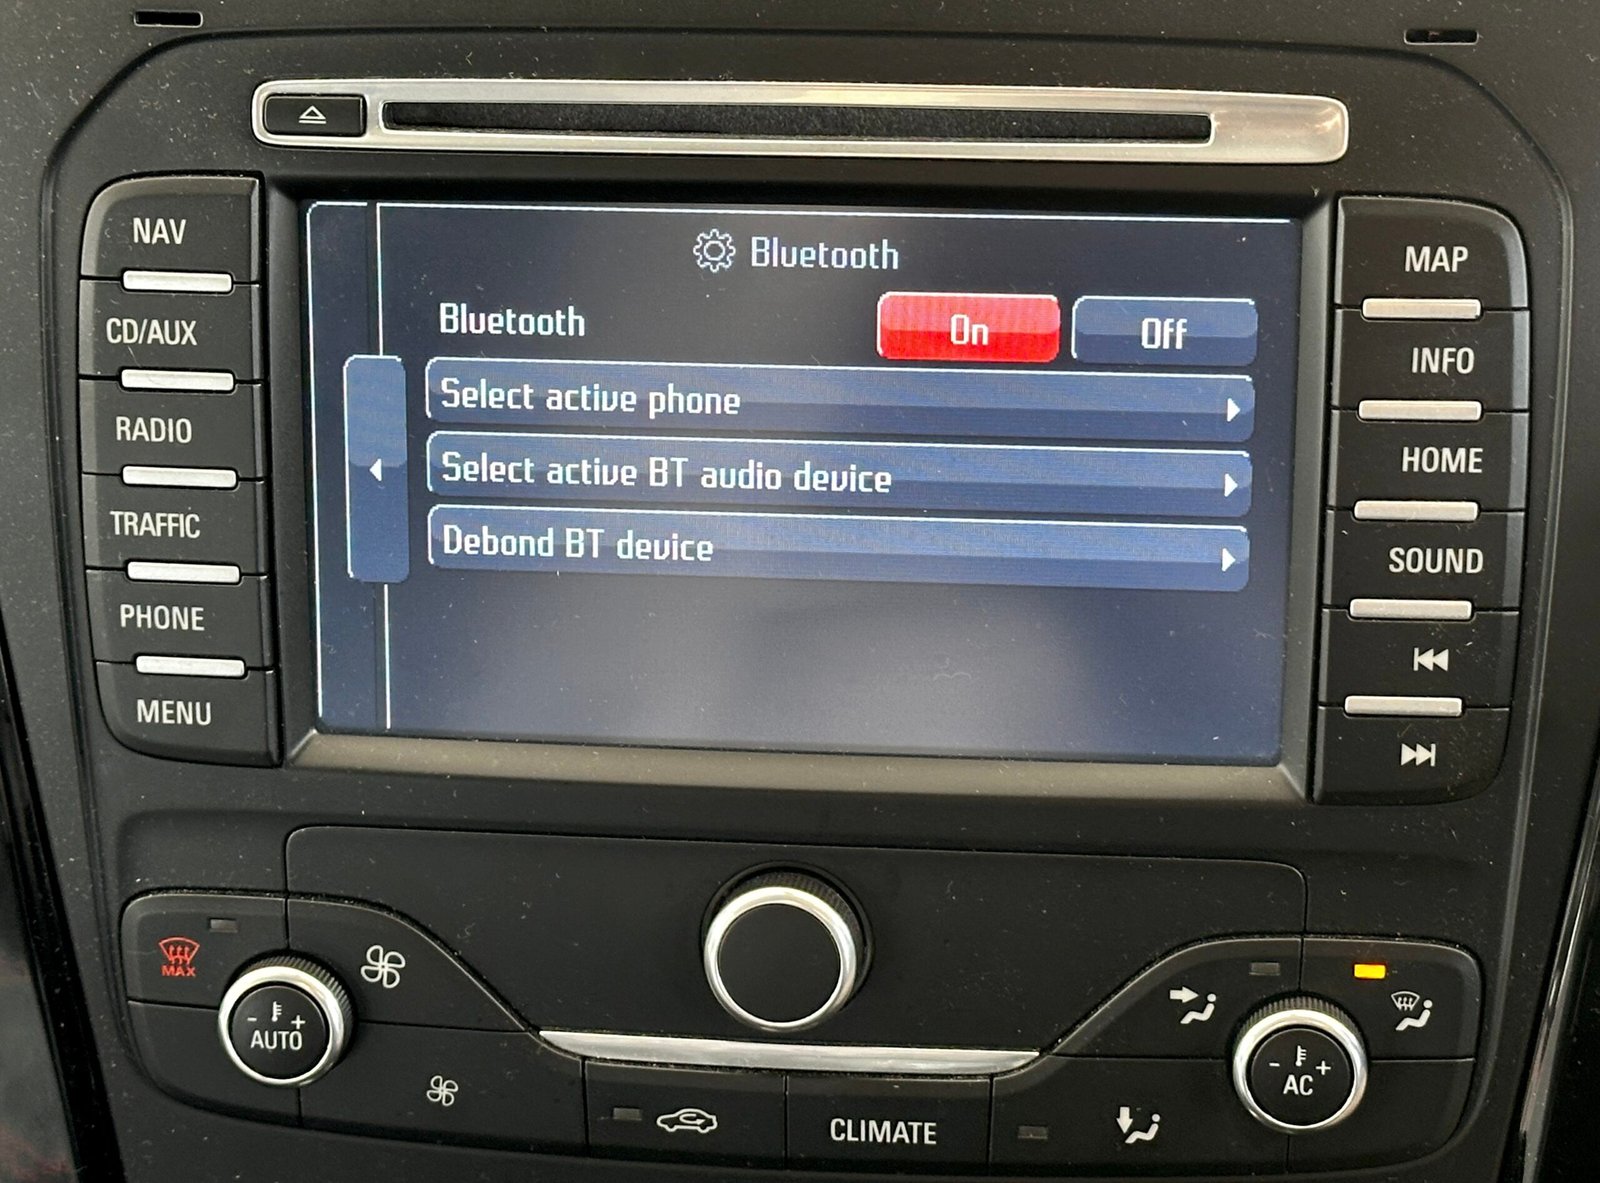 Bluetooth
Bluetooth On Off
Select active phone
Select active BT audio device
Debond BT device
NAV
CD/AUX
RADIO
TRAFFIC
PHONE
MENU
MAP
INFO
HOME
SOUND
MAX
- +
AUTO
CLIMATE
- +
AC